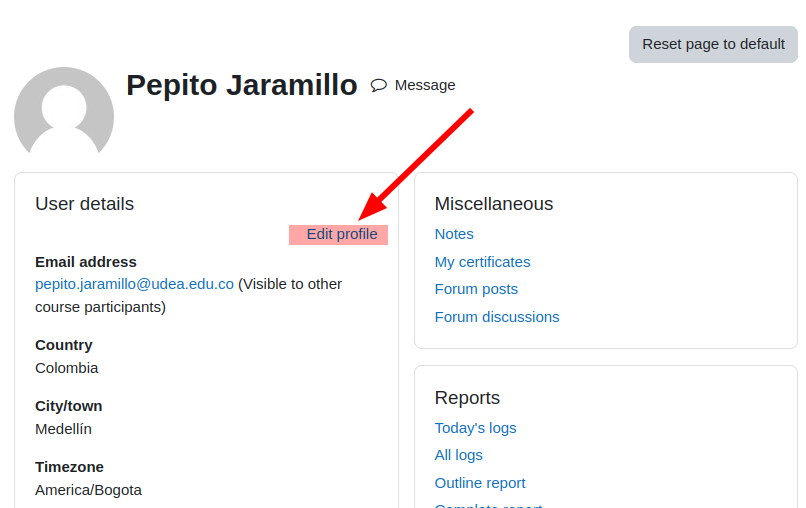 Reset page to default
Pepito Jaramillo
Message
User details
Edit profile
Email address
pepito.jaramillo@udea.edu.co (Visible to other
course participants)
Country
Colombia
City/town
Medellín
Timezone
America/Bogota
Miscellaneous
Notes
My certificates
Forum posts
Forum discussions
Reports
Today's logs
All logs
Outline report
Complete report